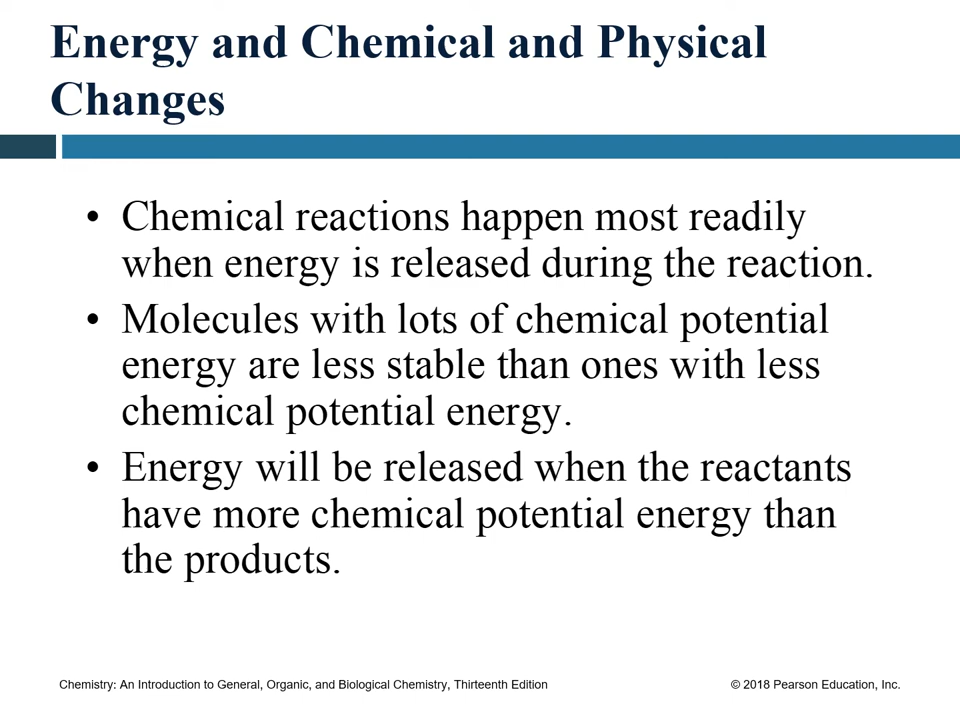 Energy and Chemical and Physical
Changes
• Chemical reactions happen most readily
when energy is released during the reaction.
• Molecules with lots of chemical potential
energy are less stable than ones with less
chemical potential energy.
• Energy will be released when the reactants
have more chemical potential energy than
the products.
Chemistry: An Introduction to General, Organic, and Biological Chemistry, Thirteenth Edition
© 2018 Pearson Education, Inc.